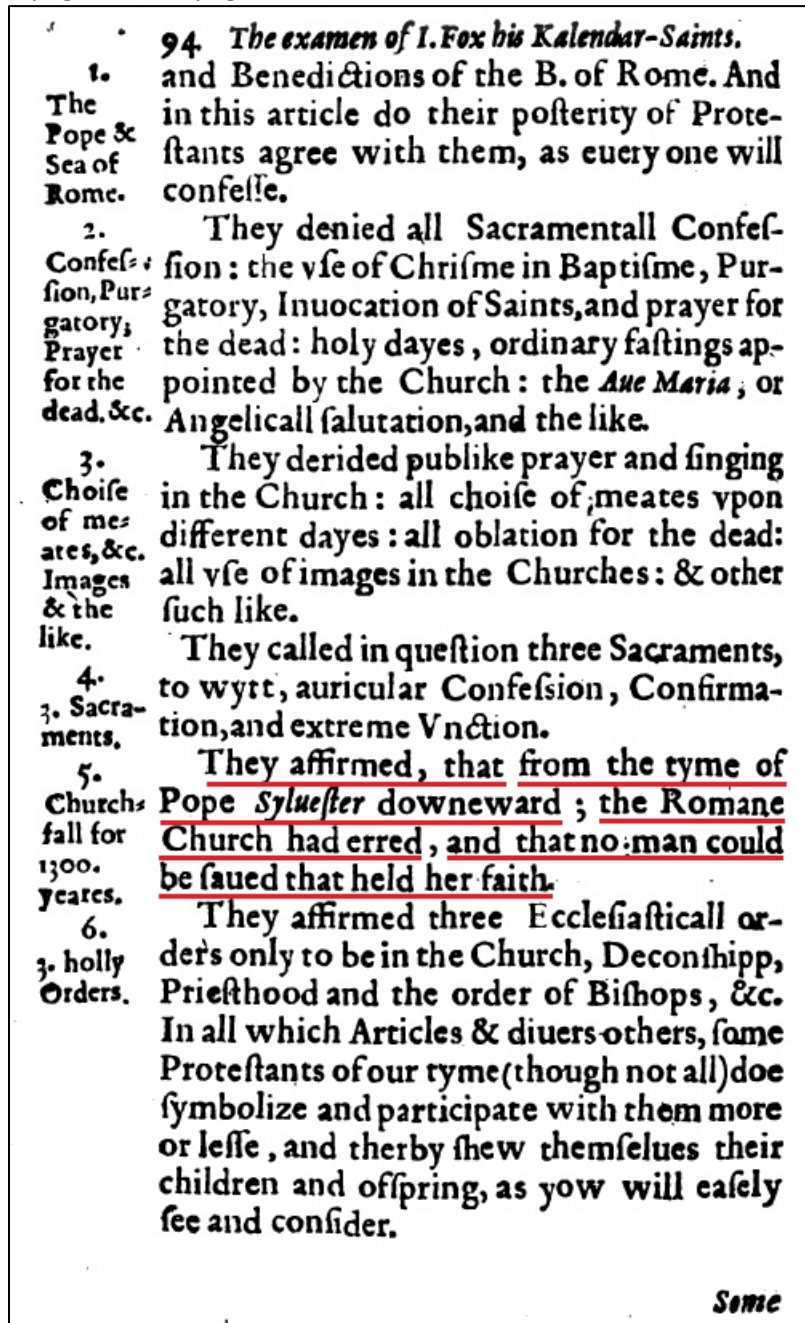 94 The examen of I. Fox his Kalendar-Saints.
and Benedictions of the B. of Rome. And
in this article do their poſterity of Prote-
ſtants agree with them, as euery one will
confeſſe.
They denied all Sacramentall Confeſ-
ſion : the vſe of Chriſme in Baptiſme, Pur-
gatory, Inuocation of Saints, and prayer for
the dead : holy dayes, ordinary faſtings ap-
pointed by the Church : the Aue Maria, or
Angelicall ſalutation, and the like.
They derided publike prayer and ſinging
in the Church : all choiſe of meates vpon
different dayes : all oblation for the dead:
all vſe of images in the Churches : & other
ſuch like.
They called in queſtion three Sacraments,
to wytt, auricular Confeſsion, Confirma-
tion, and extreme Vnction.
They affirmed, that from the tyme of
Pope Sylueſter downeward ; the Romane
Church had erred, and that no man could
be ſaued that held her faith.
They affirmed three Eccleſiaſticall or-
ders only to be in the Church, Deconſhipp,
Prieſthood and the order of Biſhops, &c.
In all which Articles & diuers others, ſome
Proteſtants of our tyme (though not all) doe
ſymbolize and participate with them more
or leſſe, and therby ſhew themſelues their
children and offſpring, as yow will eaſely
ſee and conſider.
Some
1.
The
Pope &
Sea of
Rome.
2.
Confeſ-
ſion, Pur-
gatory,
Prayer
for the
dead. &c.
3.
Choiſe
of me-
ates, &c.
Images
& the
like.
4.
3. Sacra-
ments.
5.
Church-
fall for
1300.
yeares.
6.
3. holly
Orders.